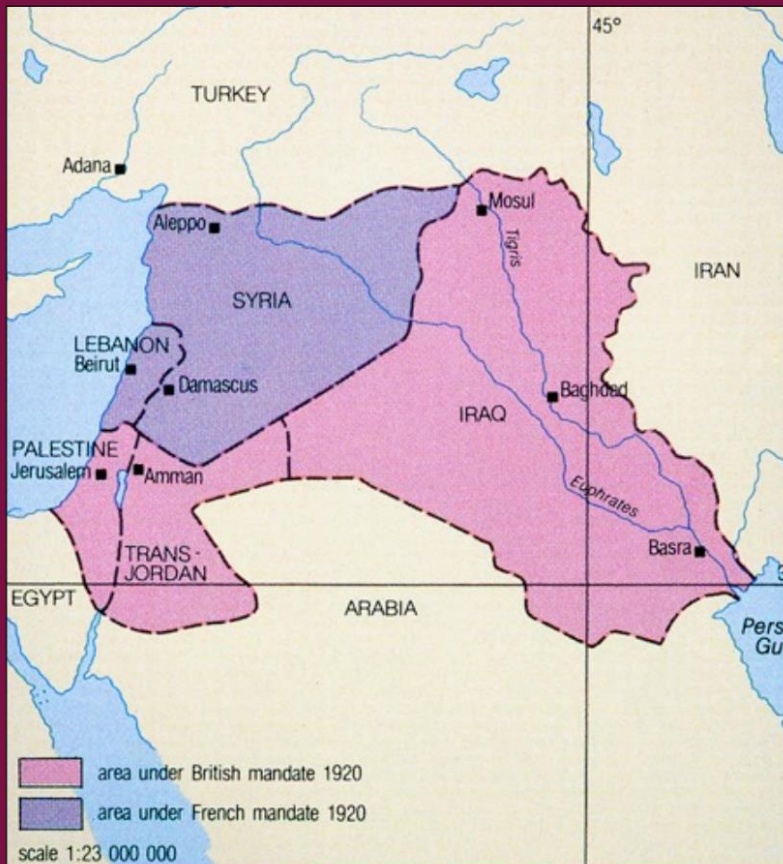 45°
TURKEY
Adana
Mosul
Aleppo
Tigris
IRAN
SYRIA
LEBANON
Beirut
Damascus
Baghdad
IRAQ
PALESTINE
Jerusalem
Amman
Euphrates
Basra
TRANS-
JORDAN
EGYPT
ARABIA
Pers
Gu
area under British mandate 1920
area under French mandate 1920
scale 1:23 000 000